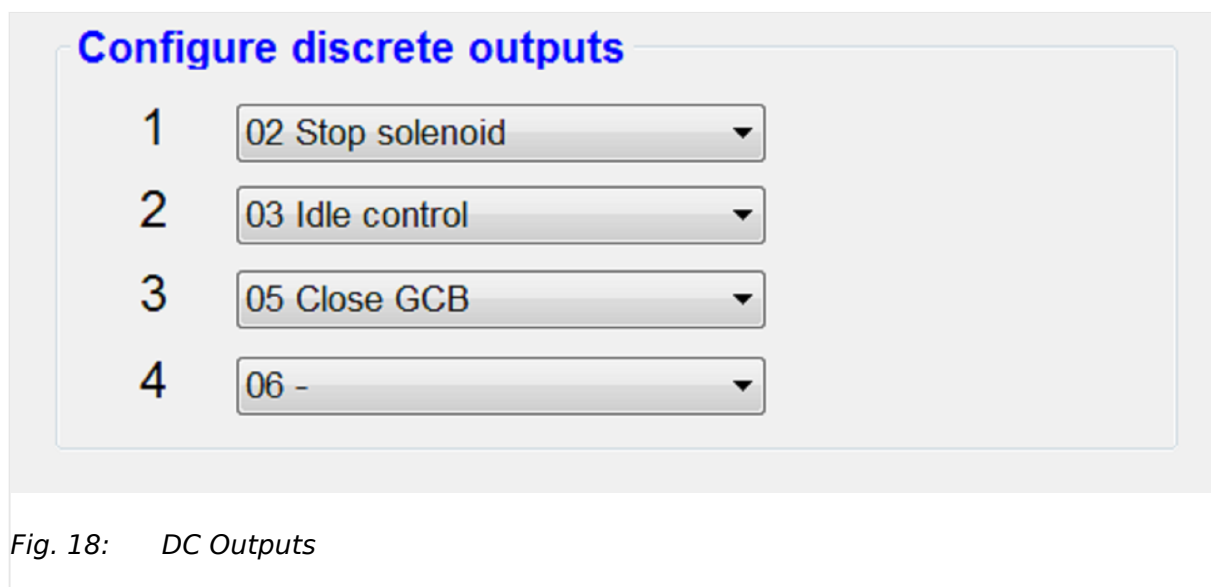 Configure discrete outputs
1 02 Stop solenoid
2 03 Idle control
3 05 Close GCB
4 06 -
Fig. 18: DC Outputs